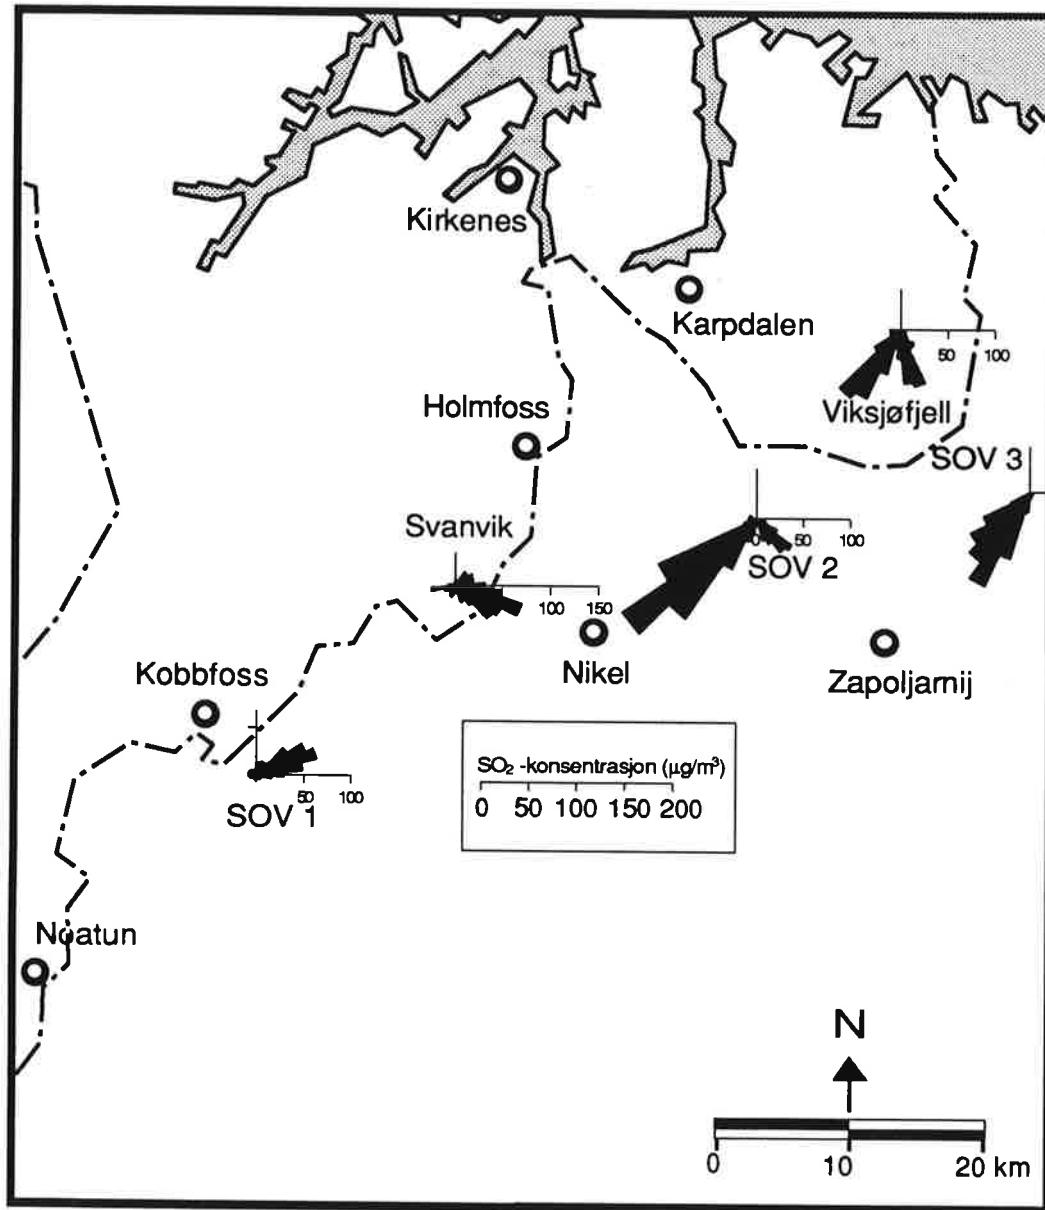 Kirkenes
Karpdalen
50 100
Viksjøfjell
Holmfoss
SOV 3
Svanvik
0 50 100
SOV 2
100 150
Nikel
Zapoljarnij
Kobbfoss
50 100
SOV 1
SO₂ -konsentrasjon (µg/m³)
0 50 100 150 200
Noatun
N
0 10 20 km